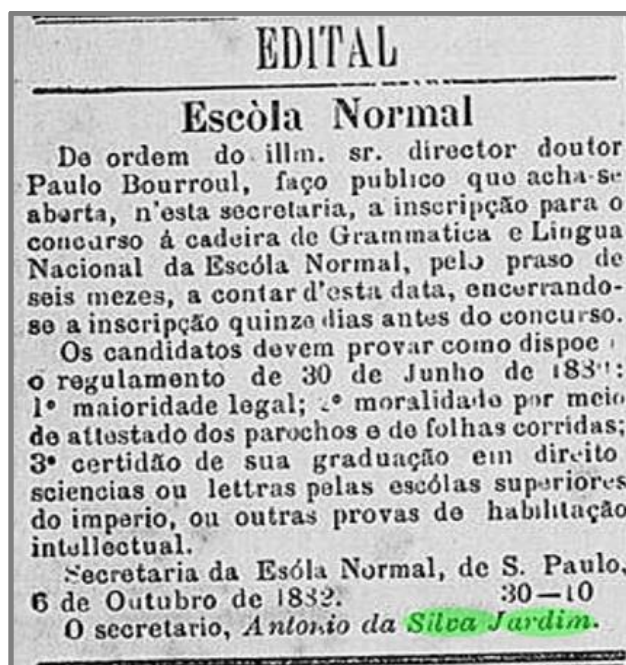 EDITAL
Escòla Normal
De ordem do illm. sr. director doutor
Paulo Bourroul, faço publico que acha-se
aberta, n'esta secretaria, a inscripção para o
concurso á cadeira de Grammatica e Lingua
Nacional da Escóla Normal, pelo praso de
seis mezes, a contar d'esta data, encerrando-
se a inscripção quinze dias antes do concurso.
Os candidatos devem provar como dispoe
o regulamento de 30 de Junho de
1º maioridade legal; 2º moralidade por meio
de attestado dos parochos e de folhas corridas;
3º certidão de sua graduação em direito
sciencias ou lettras pelas escólas superiores
do imperio, ou outras provas de habilitação
intellectual.
Secretaria da Esóla Normal, de S. Paulo,
6 de Outubro de 1882. 30—10
O secretario, Antonio da Silva Jardim.